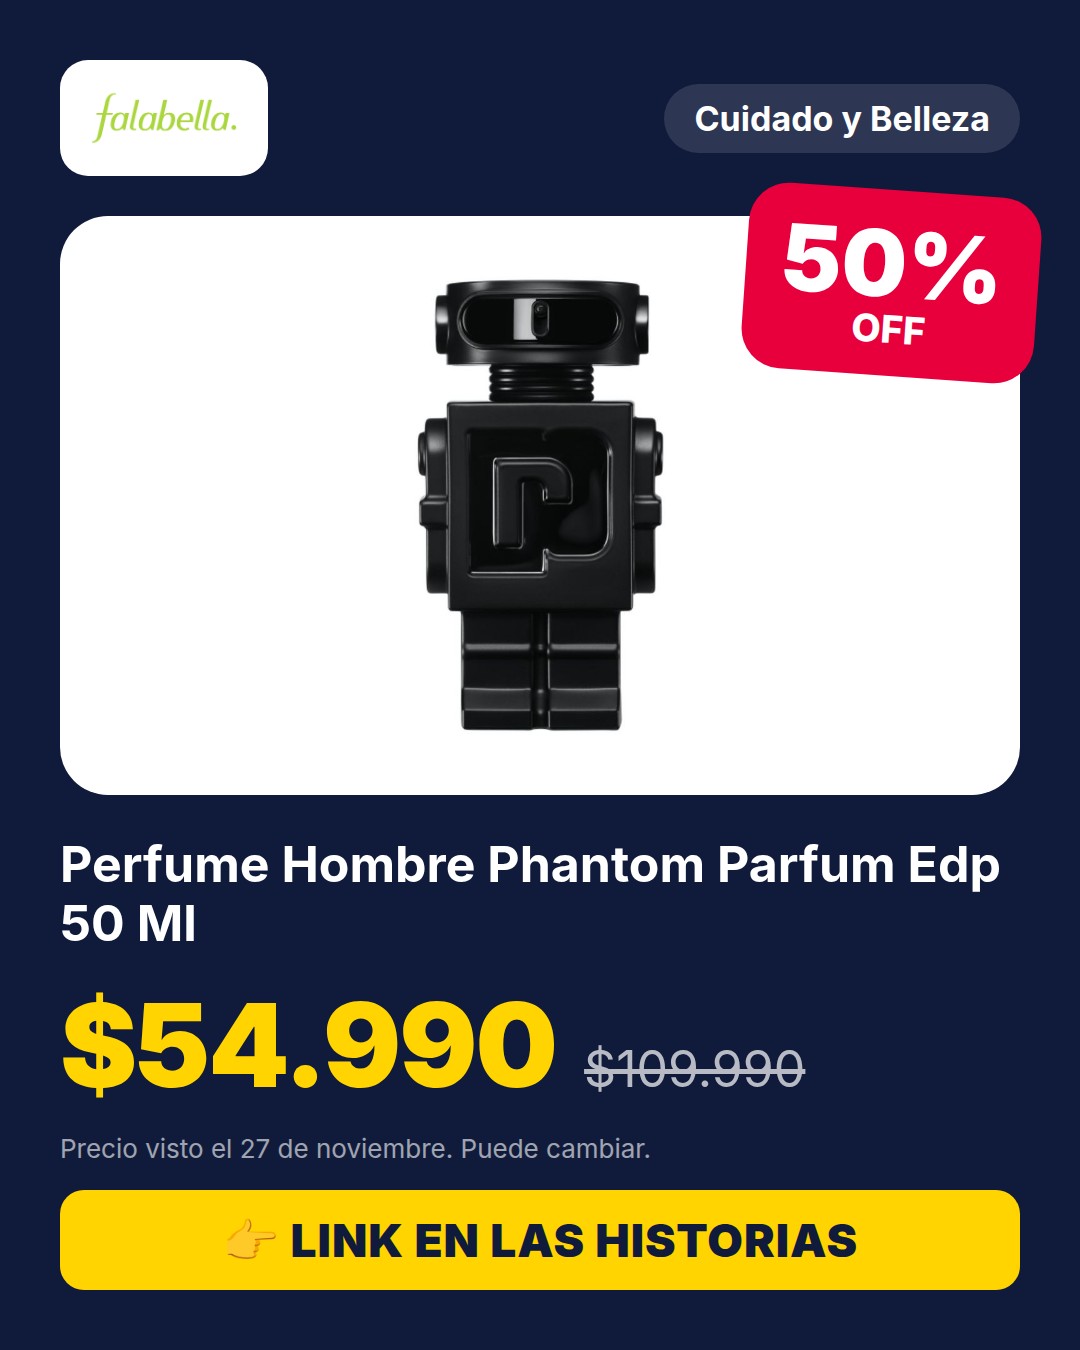 falabella.
Cuidado y Belleza
50%
OFF
Perfume Hombre Phantom Parfum Edp
50 Ml
$54.990 $109.990
Precio visto el 27 de noviembre. Puede cambiar.
👉 LINK EN LAS HISTORIAS